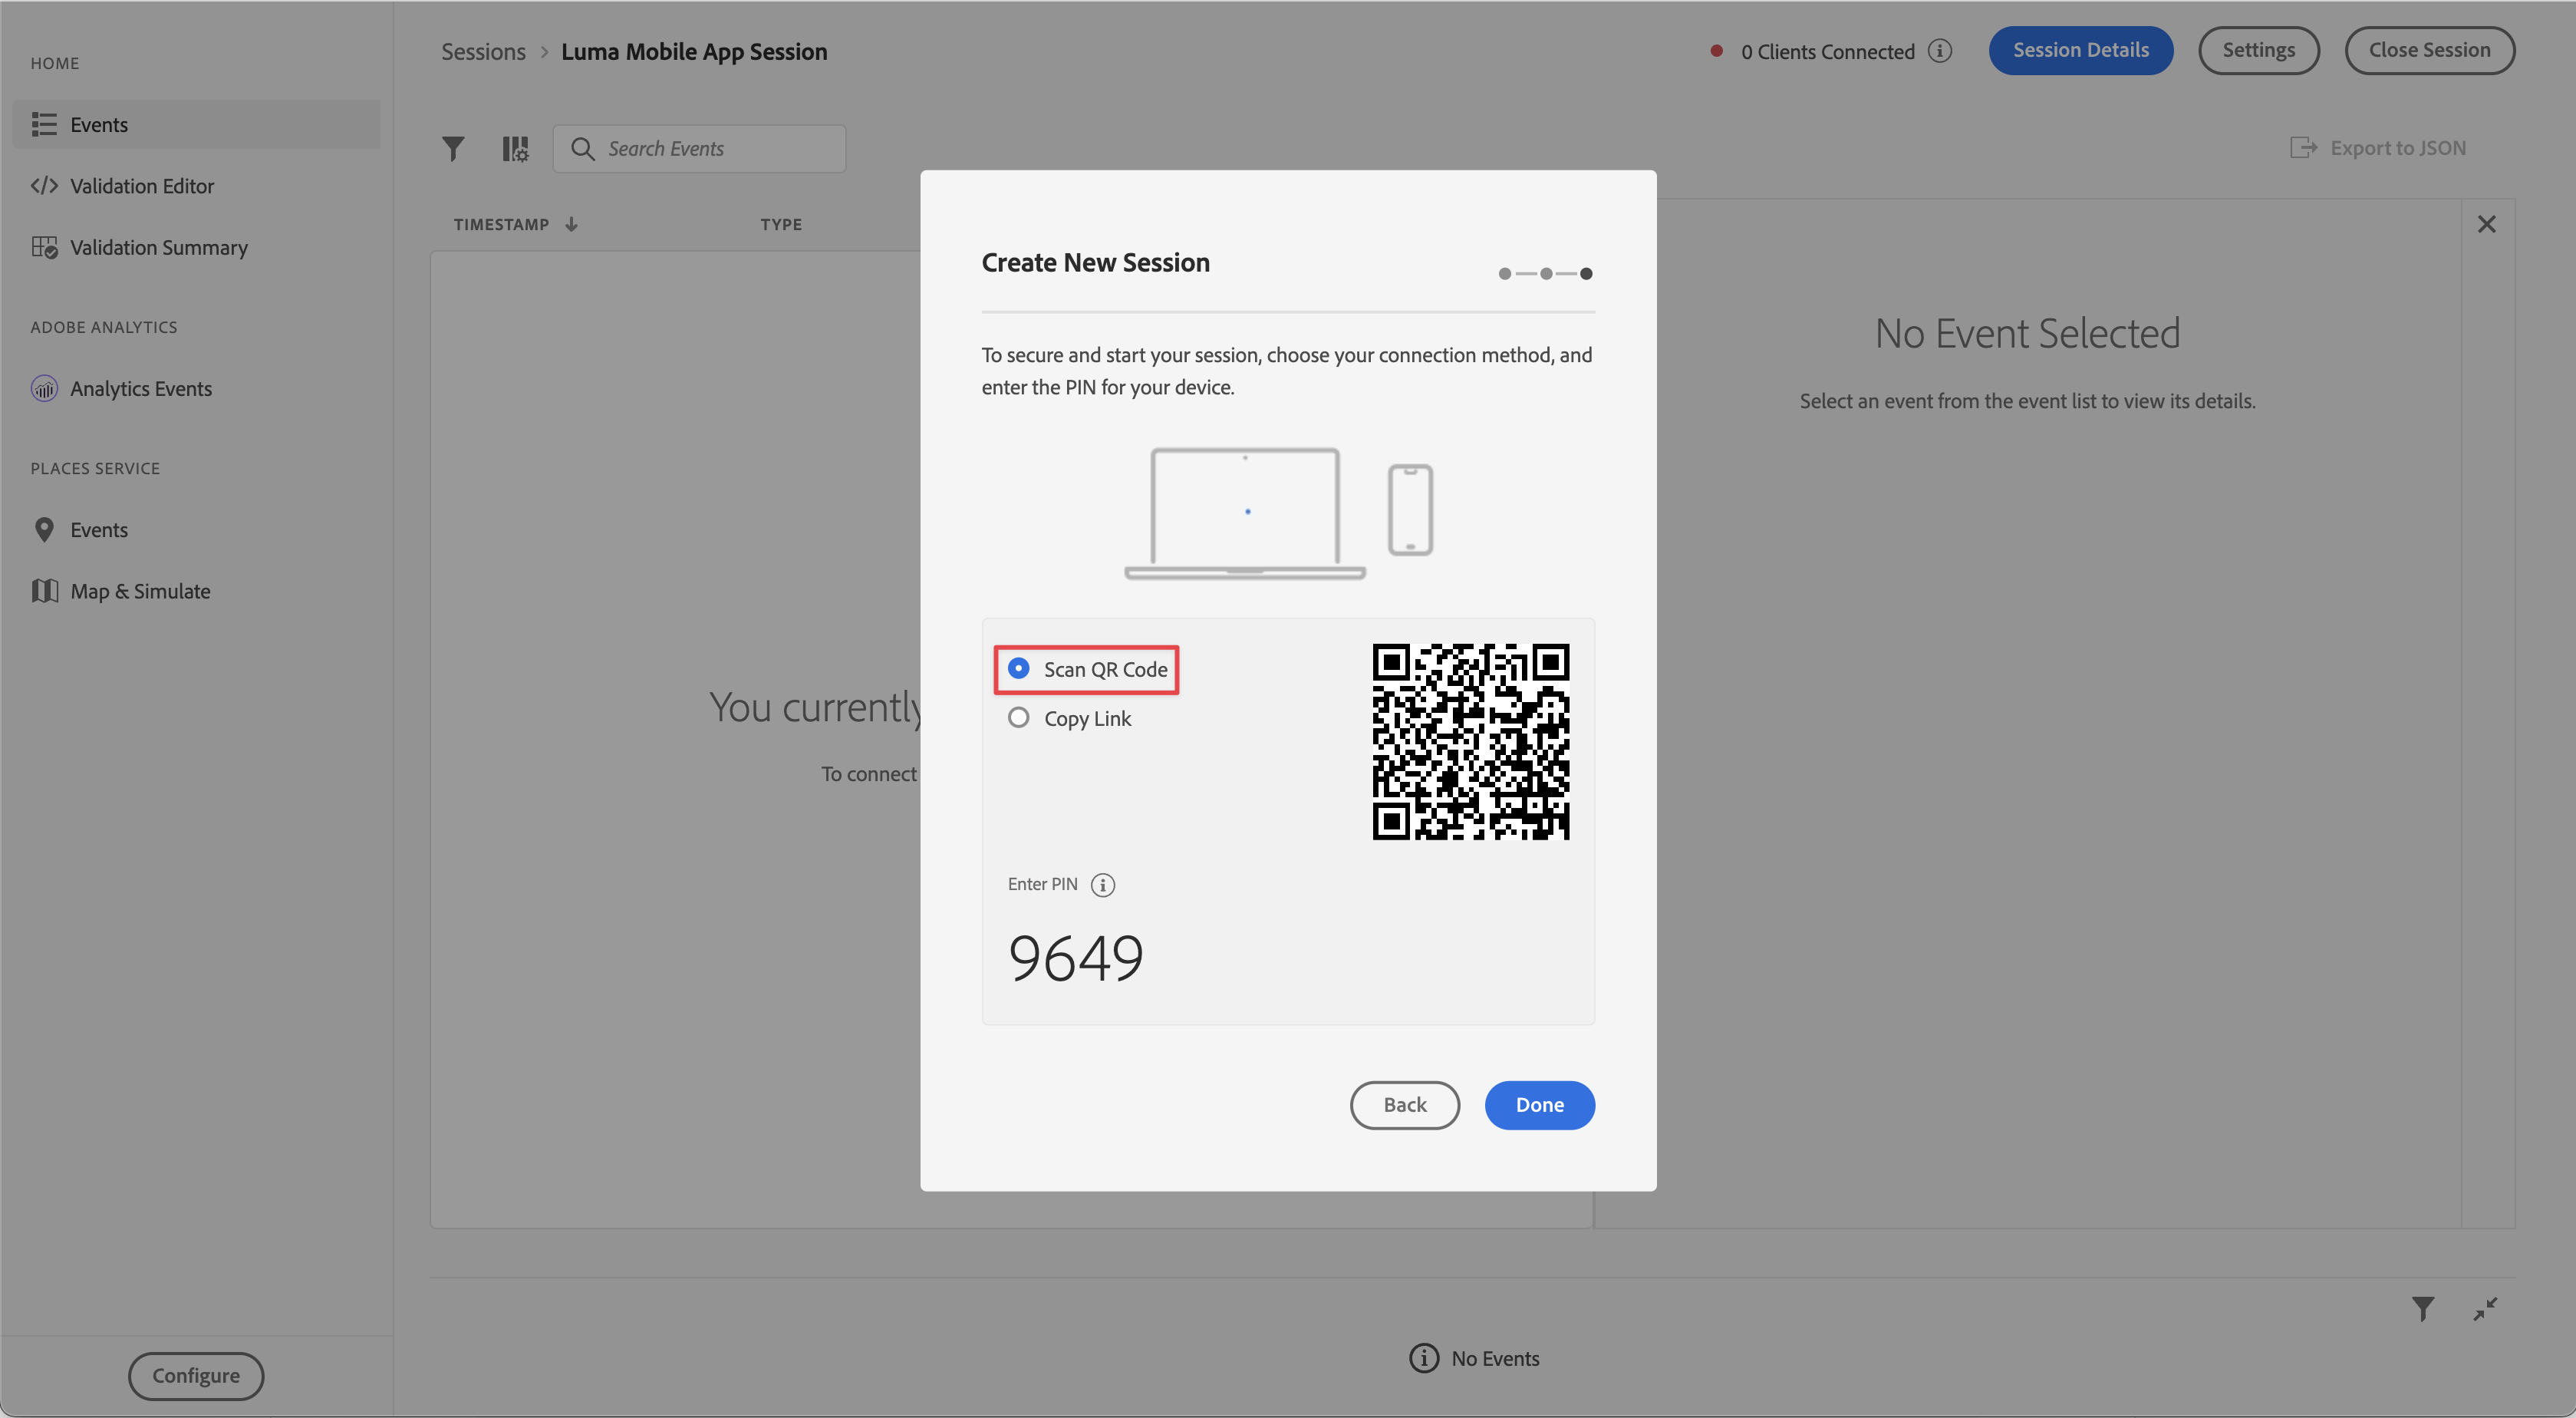 HOME
Events
Validation Editor
Validation Summary
ADOBE ANALYTICS
Analytics Events
PLACES SERVICE
Events
Map & Simulate
Configure
Sessions > Luma Mobile App Session
0 Clients Connected
Session Details
Settings
Close Session
Search Events
Export to JSON
TIMESTAMP
TYPE
You currently
To connect
No Event Selected
Select an event from the event list to view its details.
Create New Session
To secure and start your session, choose your connection method, and
enter the PIN for your device.
Scan QR Code
Copy Link
Enter PIN
9649
Back
Done
No Events